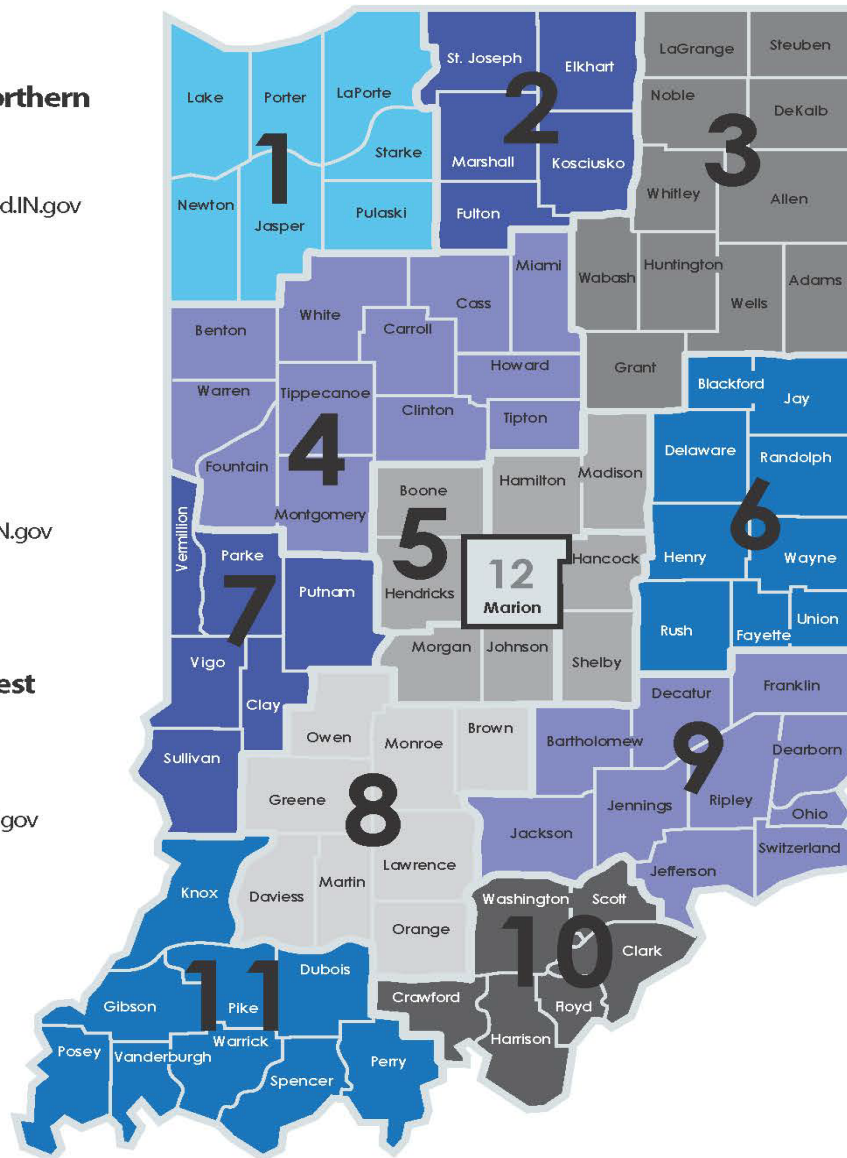 orthern
d.IN.gov
N.gov
est
gov
St. Joseph
Elkhart
LaGrange
Steuben
Lake
Porter
LaPorte
2
Noble
DeKalb
3
1
Starke
Marshall
Kosciusko
Whitley
Allen
Newton
Jasper
Pulaski
Fulton
Miami
Wabash
Huntington
Wells
Adams
White
Cass
Carroll
Benton
Howard
Grant
Warren
Tippecanoe
Clinton
Tipton
Blackford
Jay
4
Fountain
Montgomery
Boone
Hamilton
Madison
Delaware
Randolph
6
5
Hendricks
12
Marion
Hancock
Henry
Wayne
Vermillion
Parke
7
Putnam
Morgan
Johnson
Shelby
Rush
Fayette
Union
Vigo
Clay
Sullivan
Owen
Monroe
Brown
Greene
8
Lawrence
Daviess
Martin
Orange
Decatur
Franklin
Bartholomew
9
Dearborn
Jennings
Ripley
Ohio
Jackson
Switzerland
Jefferson
Knox
Washington
Scott
10
Clark
Crawford
Floyd
Harrison
Dubois
11
Gibson
Pike
Posey
Vanderburgh
Warrick
Spencer
Perry